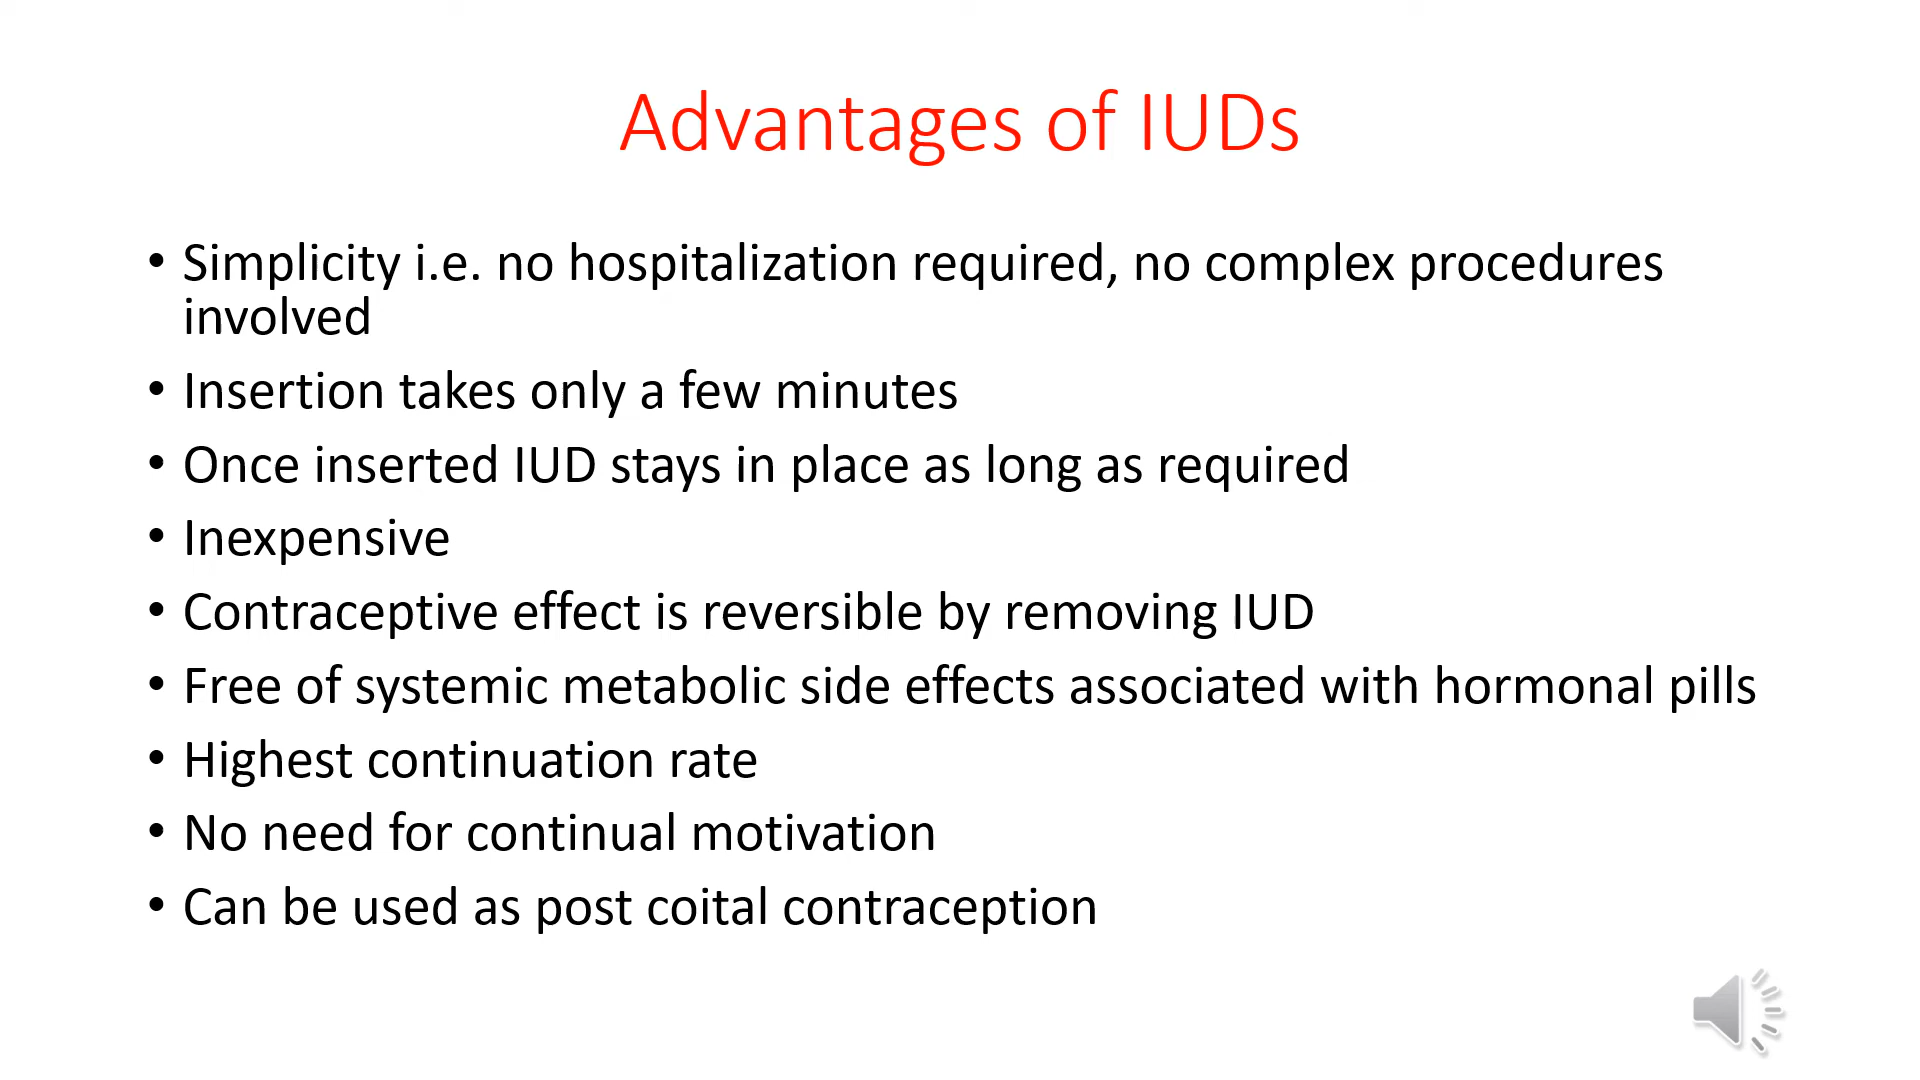 Advantages of IUDs
• Simplicity i.e. no hospitalization required, no complex procedures
involved
• Insertion takes only a few minutes
• Once inserted IUD stays in place as long as required
• Inexpensive
• Contraceptive effect is reversible by removing IUD
• Free of systemic metabolic side effects associated with hormonal pills
• Highest continuation rate
• No need for continual motivation
• Can be used as post coital contraception